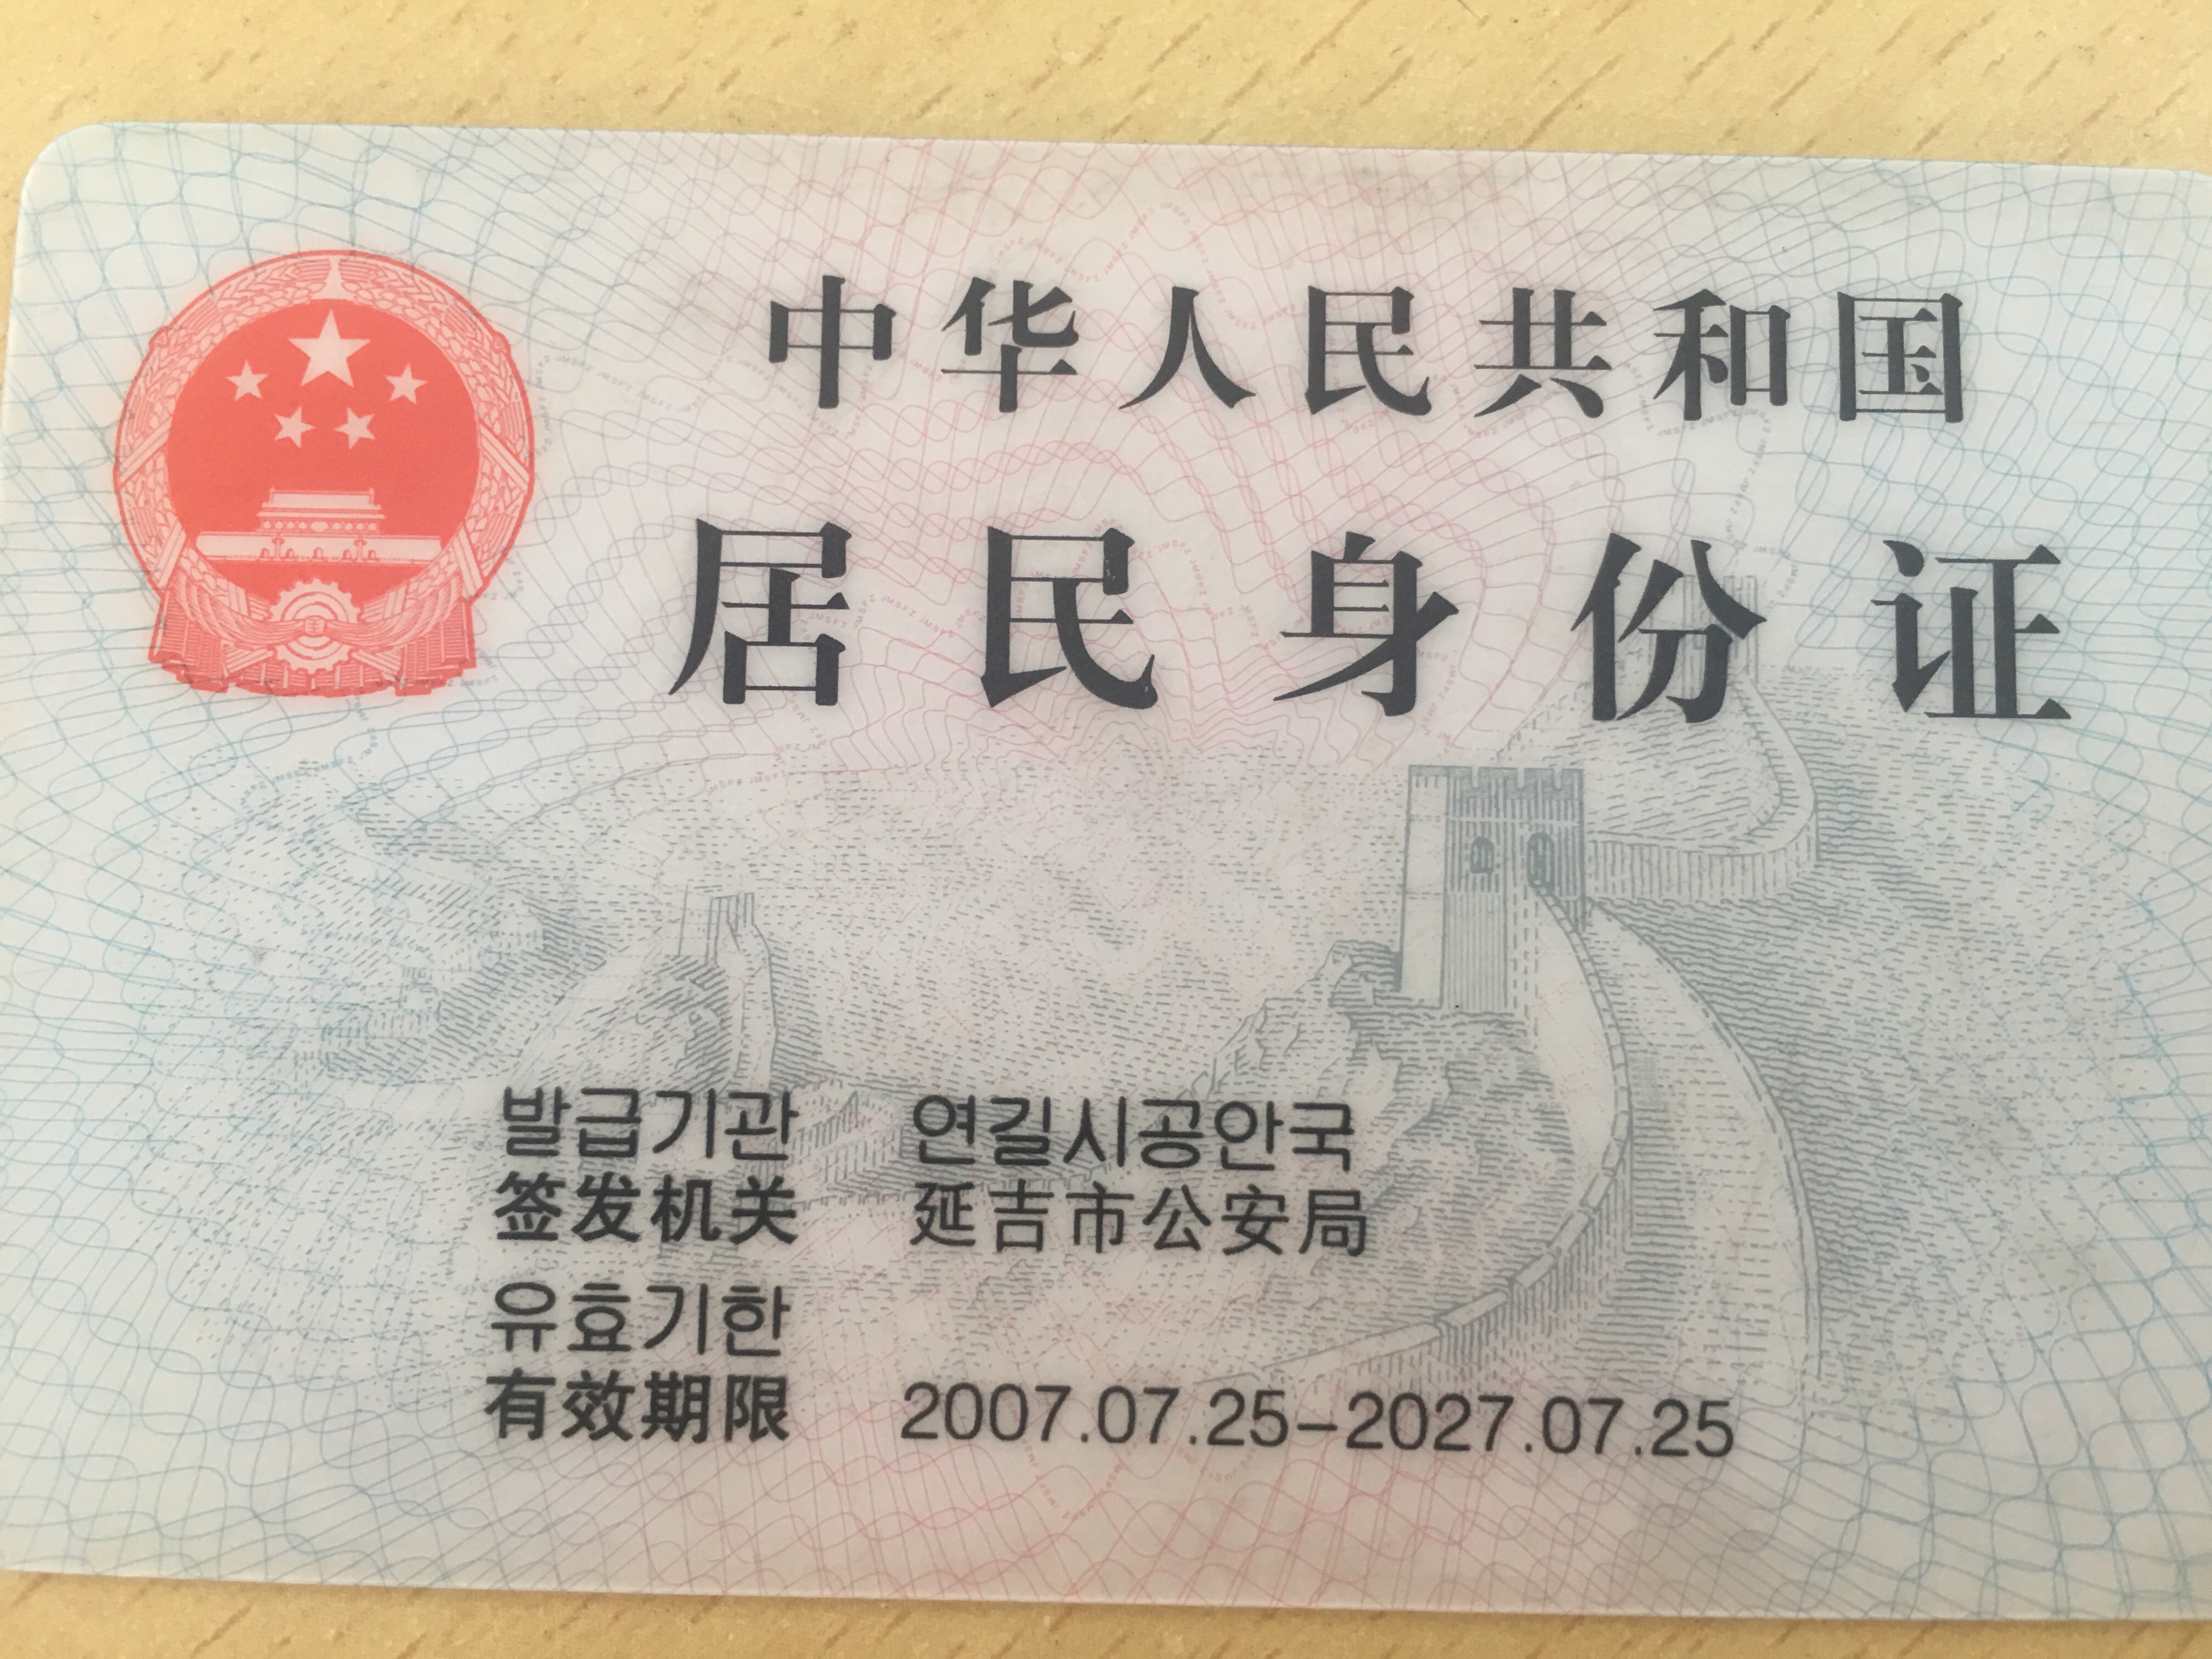 中华人民共和国
居民身份证
발급기관 연길시공안국
签发机关 延吉市公安局
유효기한
有效期限 2007.07.25-2027.07.25